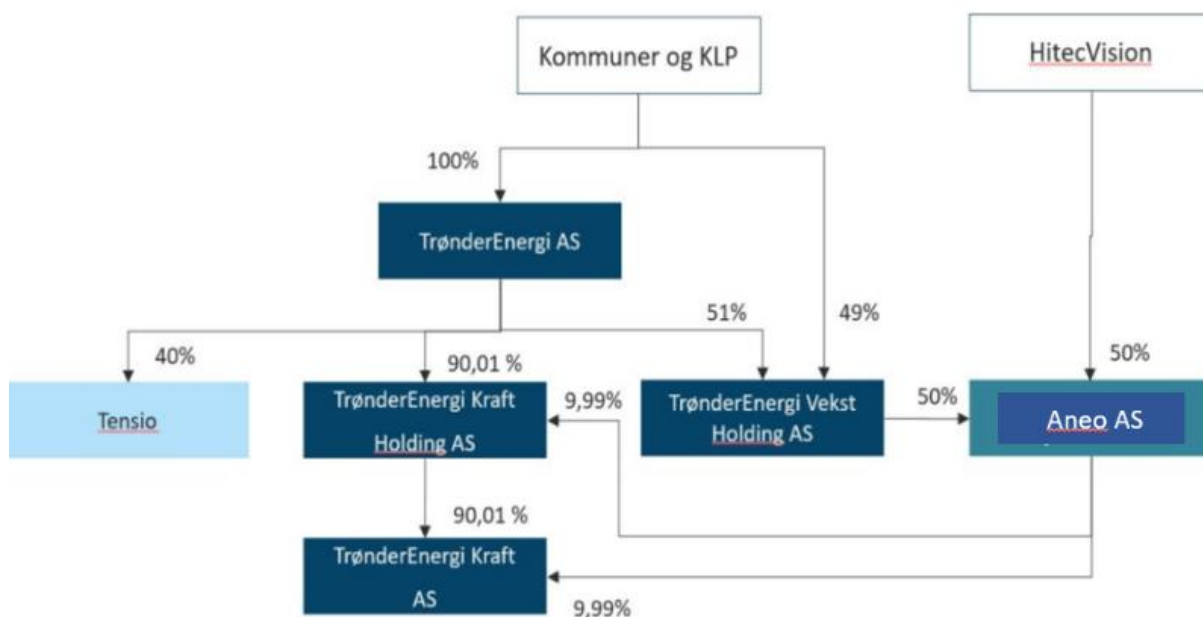 Kommuner og KLP
HitecVision
100%
TrønderEnergi AS
51%
49%
40%
90,01 %
50%
Tensio
TrønderEnergi Kraft
Holding AS
9,99%
TrønderEnergi Vekst
Holding AS
50%
Aneo AS
90,01 %
TrønderEnergi Kraft
AS
9,99%